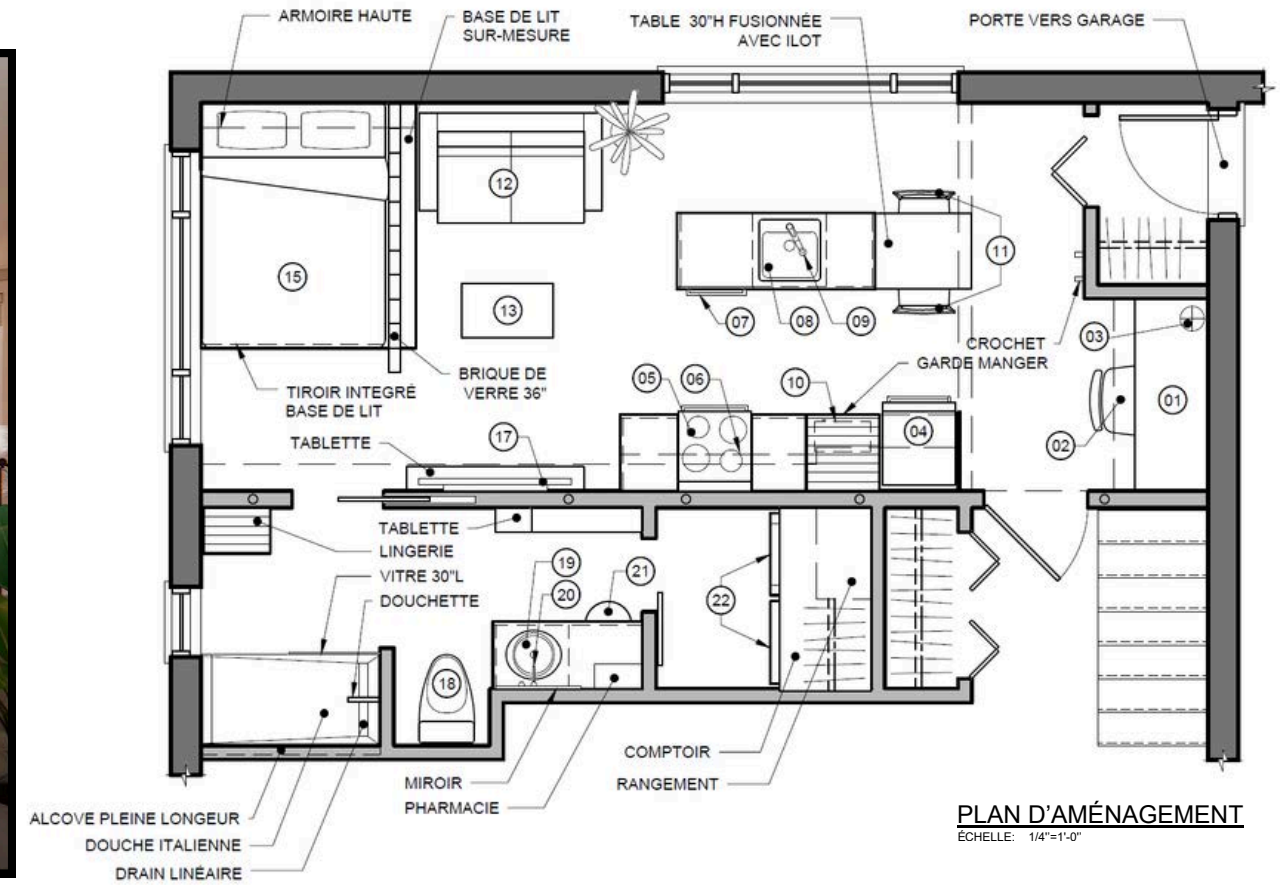 ARMOIRE HAUTE
BASE DE LIT
SUR-MESURE
TABLE 30"H FUSIONNÉE
AVEC ILOT
PORTE VERS GARAGE
12
15
13
11
07
08
09
03
CROCHET
GARDE MANGER
BRIQUE DE
VERRE 36"
TIROIR INTEGRÉ
BASE DE LIT
05
06
10
04
02
01
TABLETTE
17
TABLETTE
LINGERIE
VITRE 30"L
DOUCHETTE
19
20
21
22
18
COMPTOIR
RANGEMENT
MIROIR
PHARMACIE
ALCOVE PLEINE LONGEUR
DOUCHE ITALIENNE
DRAIN LINÉAIRE
PLAN D'AMÉNAGEMENT
ÉCHELLE: 1/4"=1'-0"